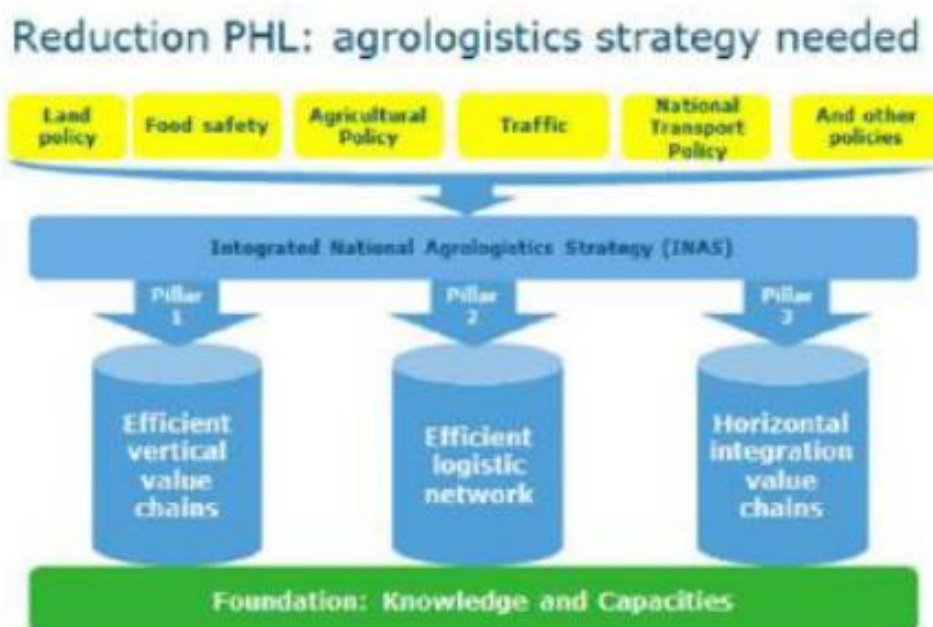 Reduction PHL: agrologistics strategy needed
Land
policy
Food safety
Agricultural
Policy
Traffic
National
Transport
Policy
And other
policies
Integrated National Agrologistics Strategy (INAS)
Pillar
1
Pillar
2
Pillar
3
Efficient
vertical
value
chains
Efficient
logistic
network
Horizontal
integration
value
chains
Foundation: Knowledge and Capacities